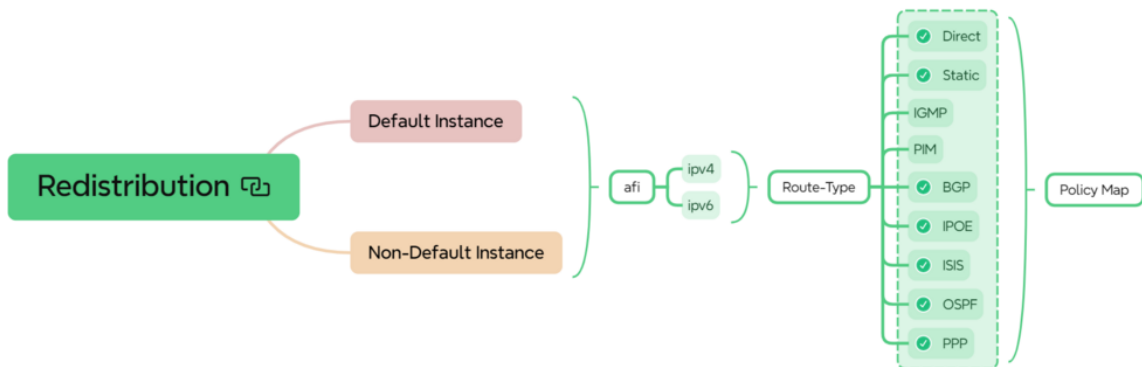 Redistribution
Default Instance
Non-Default Instance
afi
ipv4
ipv6
Route-Type
Direct
Static
IGMP
PIM
BGP
IPOE
ISIS
OSPF
PPP
Policy Map